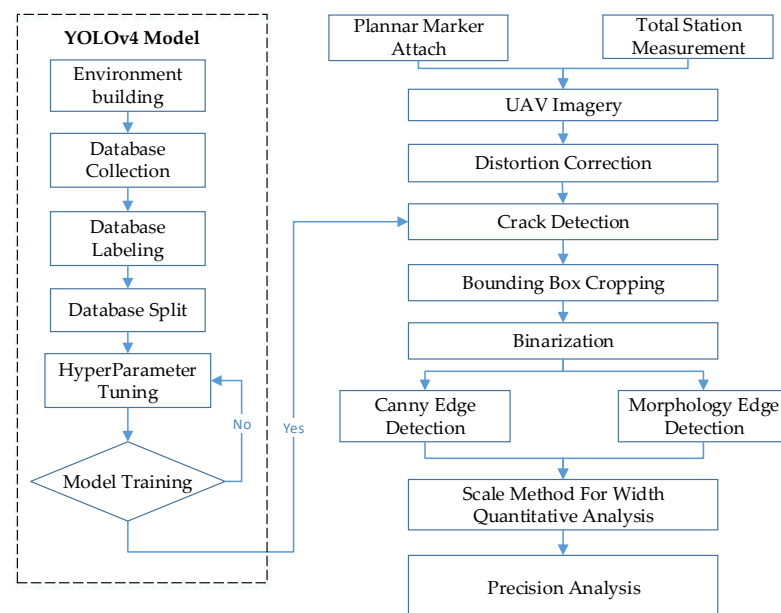 YOLOv4 Model
Environment
building
Database
Collection
Database
Labeling
Database Split
HyperParameter
Tuning
No
Model Training
Yes
Plannar Marker
Attach
Total Station
Measurement
UAV Imagery
Distortion Correction
Crack Detection
Bounding Box Cropping
Binarization
Canny Edge
Detection
Morphology Edge
Detection
Scale Method For Width
Quantitative Analysis
Precision Analysis